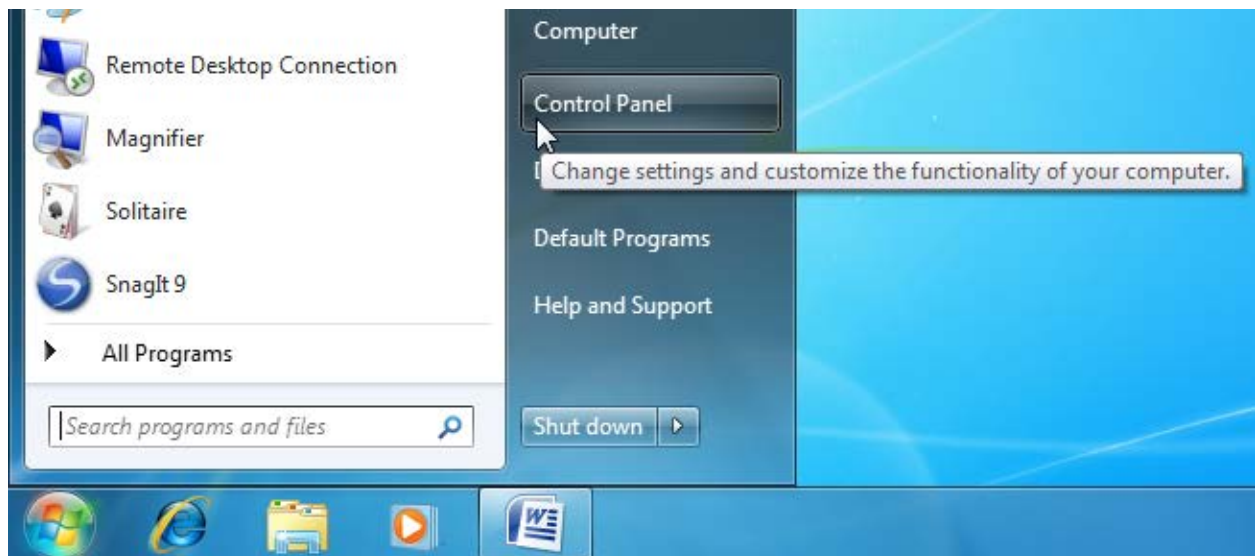 Remote Desktop Connection
Magnifier
Solitaire
SnagIt 9
All Programs
Search programs and files
Computer
Control Panel
Change settings and customize the functionality of your computer.
Default Programs
Help and Support
Shut down